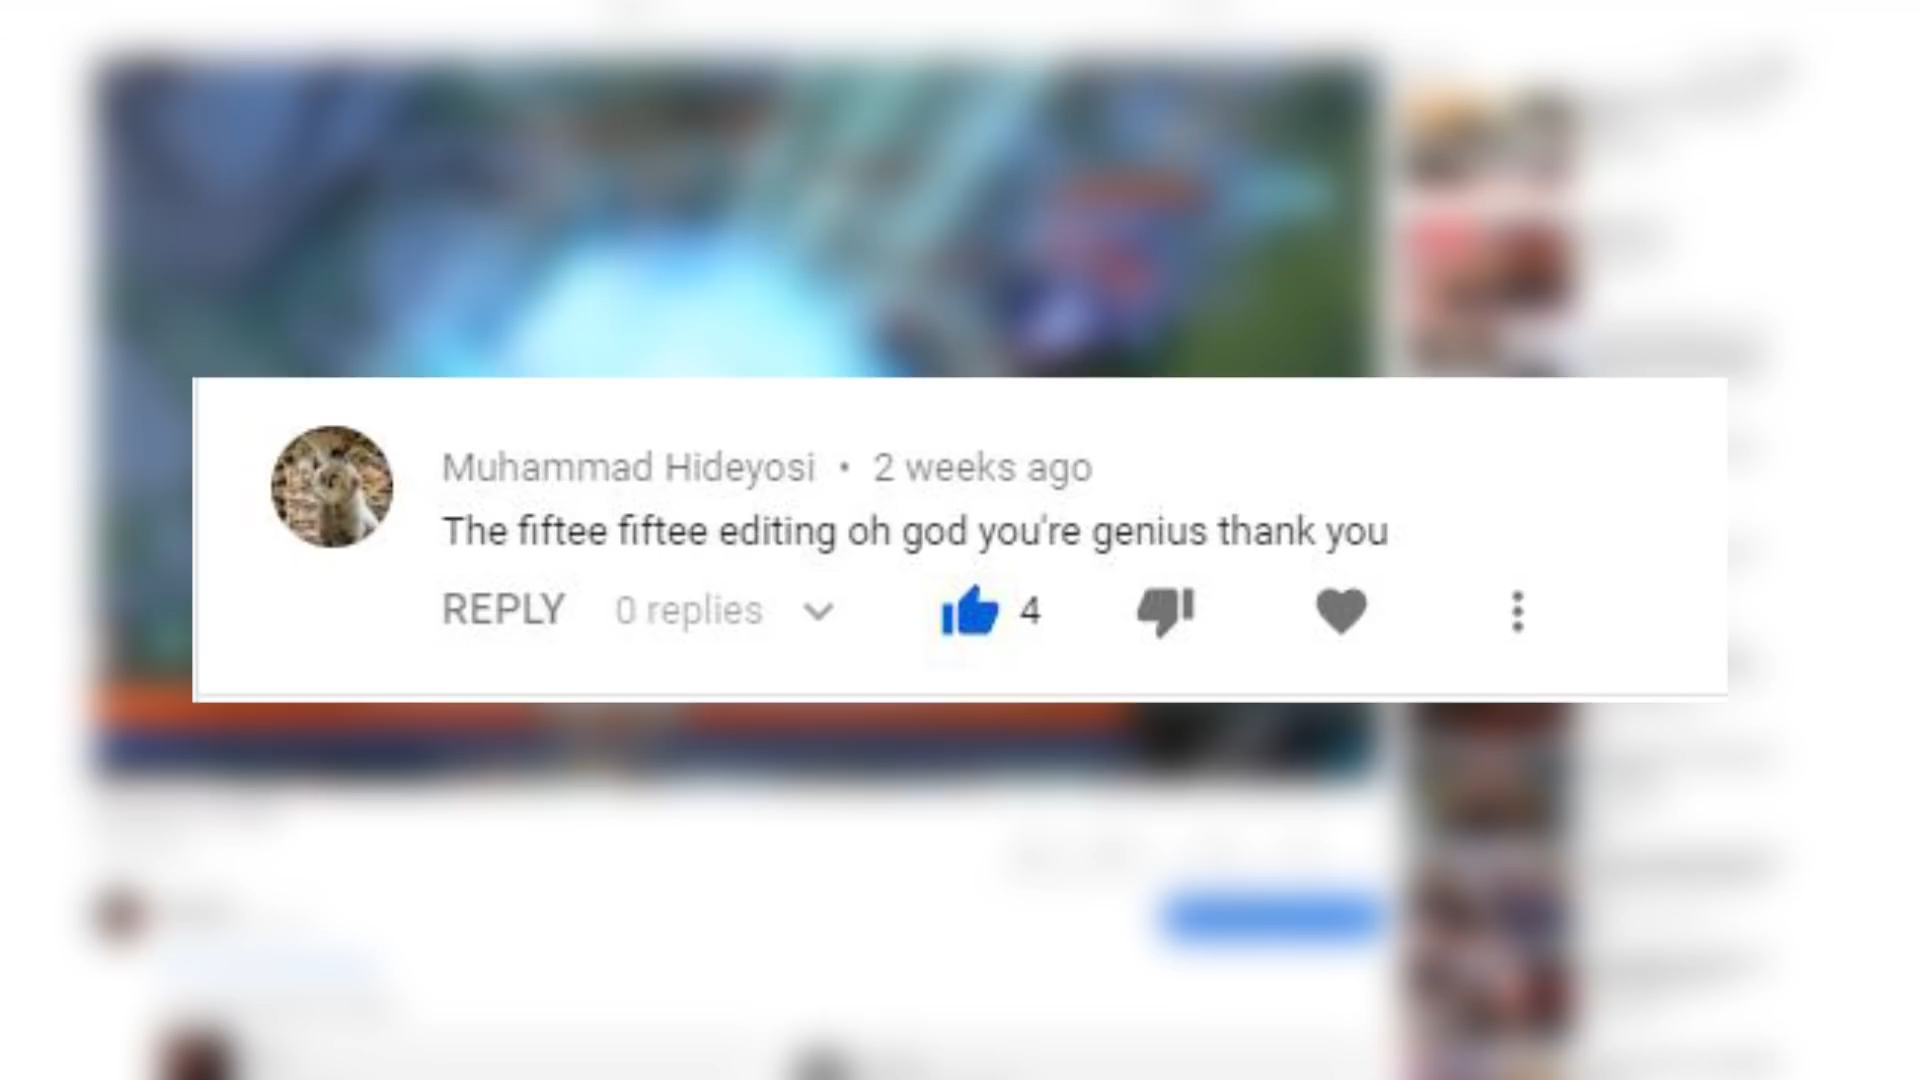 Muhammad Hideyosi • 2 weeks ago
The fiftee fiftee editing oh god you're genius thank you
REPLY 0 replies 4